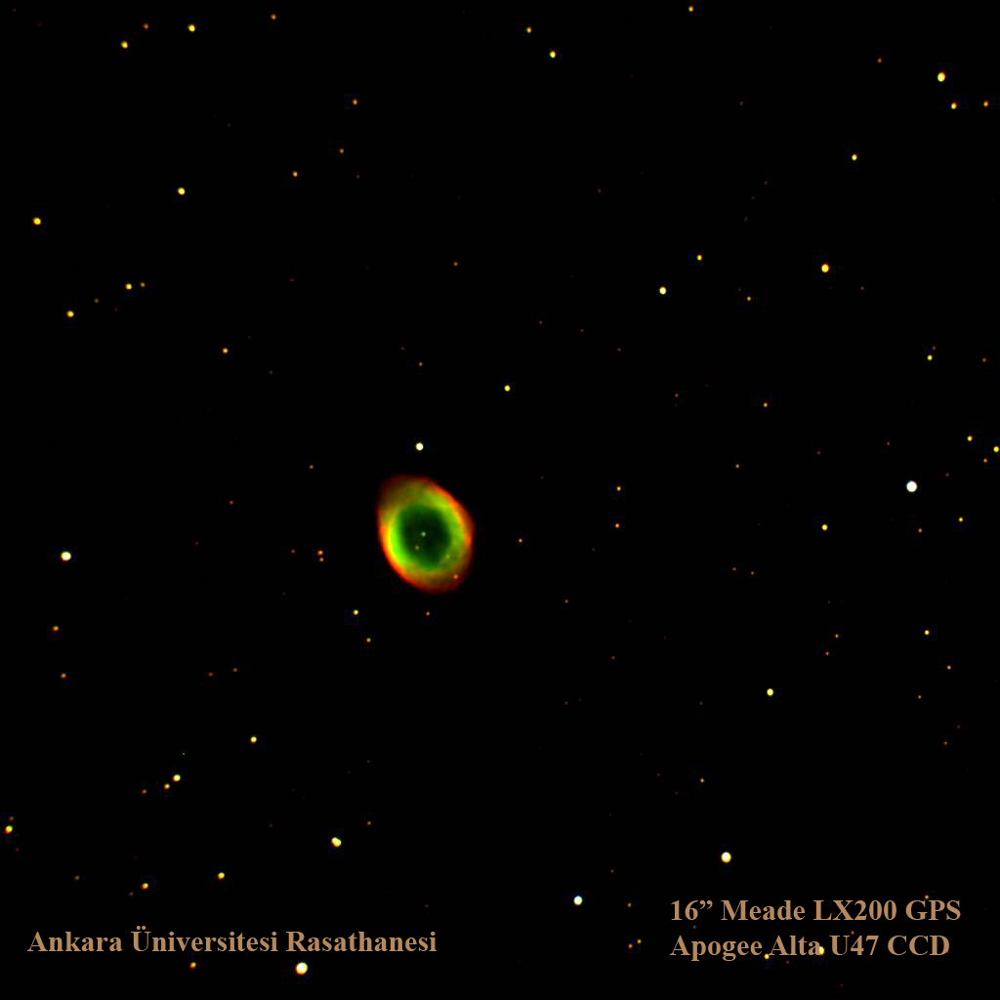 16” Meade LX200 GPS
Apogee Alta U47 CCD
Ankara Üniversitesi Rasathanesi